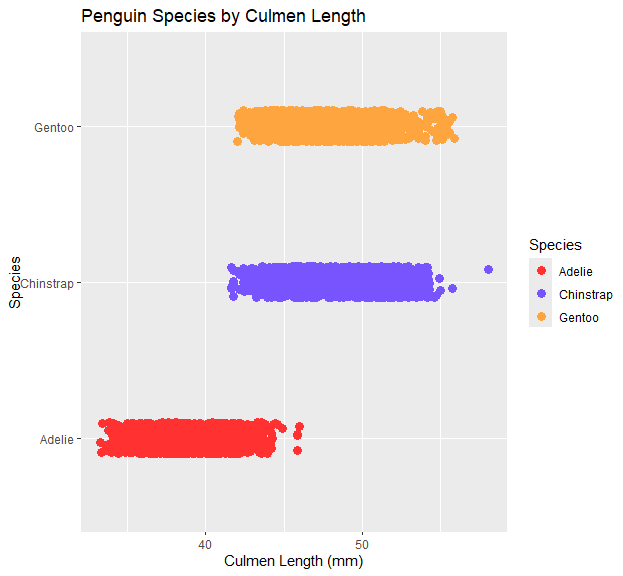 Penguin Species by Culmen Length
Gentoo
Chinstrap
Adelie
Species
40 50
Culmen Length (mm)
Species
Adelie
Chinstrap
Gentoo